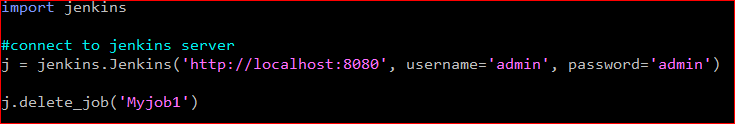 import jenkins
#connect to jenkins server
j = jenkins.Jenkins('http://localhost:8080', username='admin', password='admin')
j.delete_job('Myjob1')